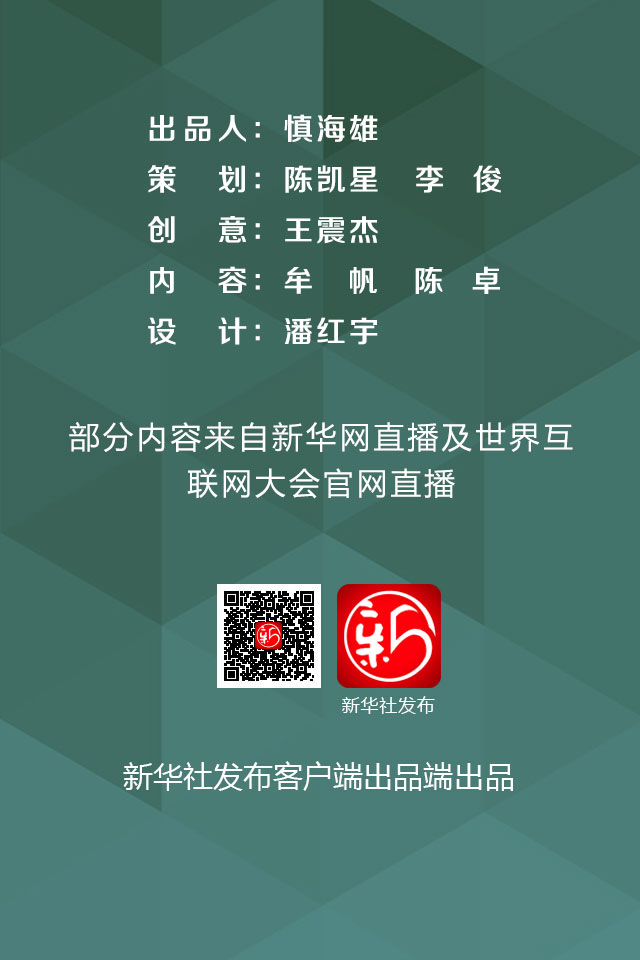 出品人：慎海雄
策　划：陈凯星　李　俊
创　意：王震杰
内　容：牟　帆　陈　卓
设　计：潘红宇
部分内容来自新华网直播及世界互
联网大会官网直播
新
新
新华社发布
新华社发布客户端出品端出品